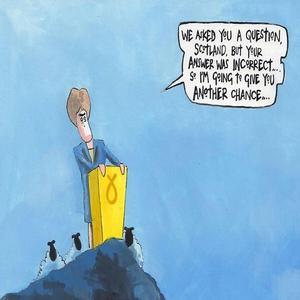 WE ASKED YOU A QUESTION,
SCOTLAND, BUT YOUR
ANSWER WAS INCORRECT...
SO I'M GOING TO GIVE YOU
ANOTHER CHANCE....